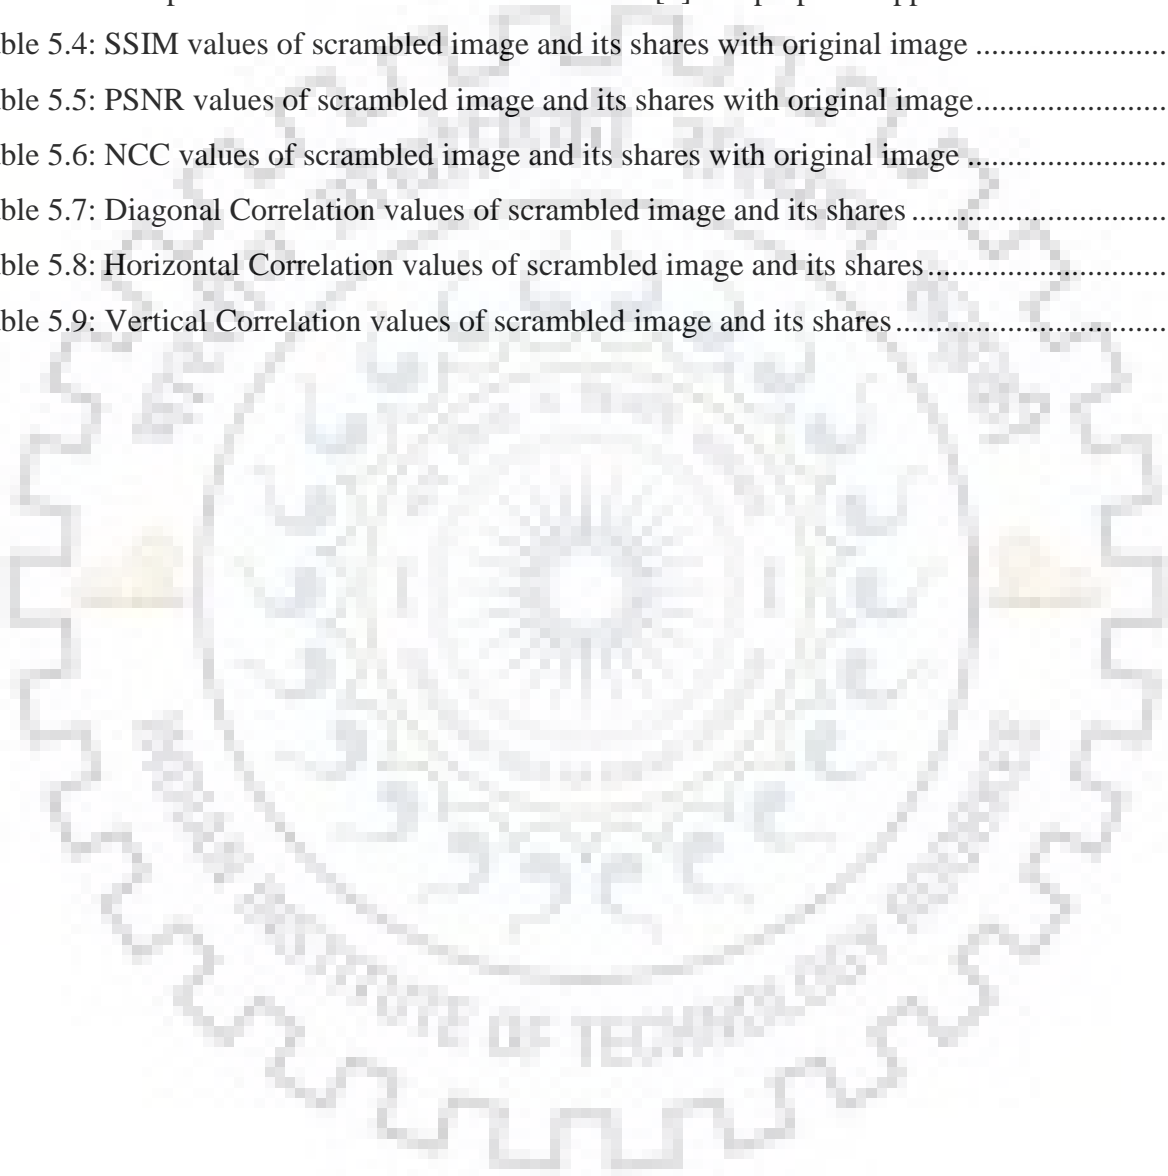 ble 5.4: SSIM values of scrambled image and its shares with original image ........................
ble 5.5: PSNR values of scrambled image and its shares with original image........................
ble 5.6: NCC values of scrambled image and its shares with original image .........................
ble 5.7: Diagonal Correlation values of scrambled image and its shares ................................
ble 5.8: Horizontal Correlation values of scrambled image and its shares..............................
ble 5.9: Vertical Correlation values of scrambled image and its shares..................................
INSTITUTE OF TECHNOLOGY